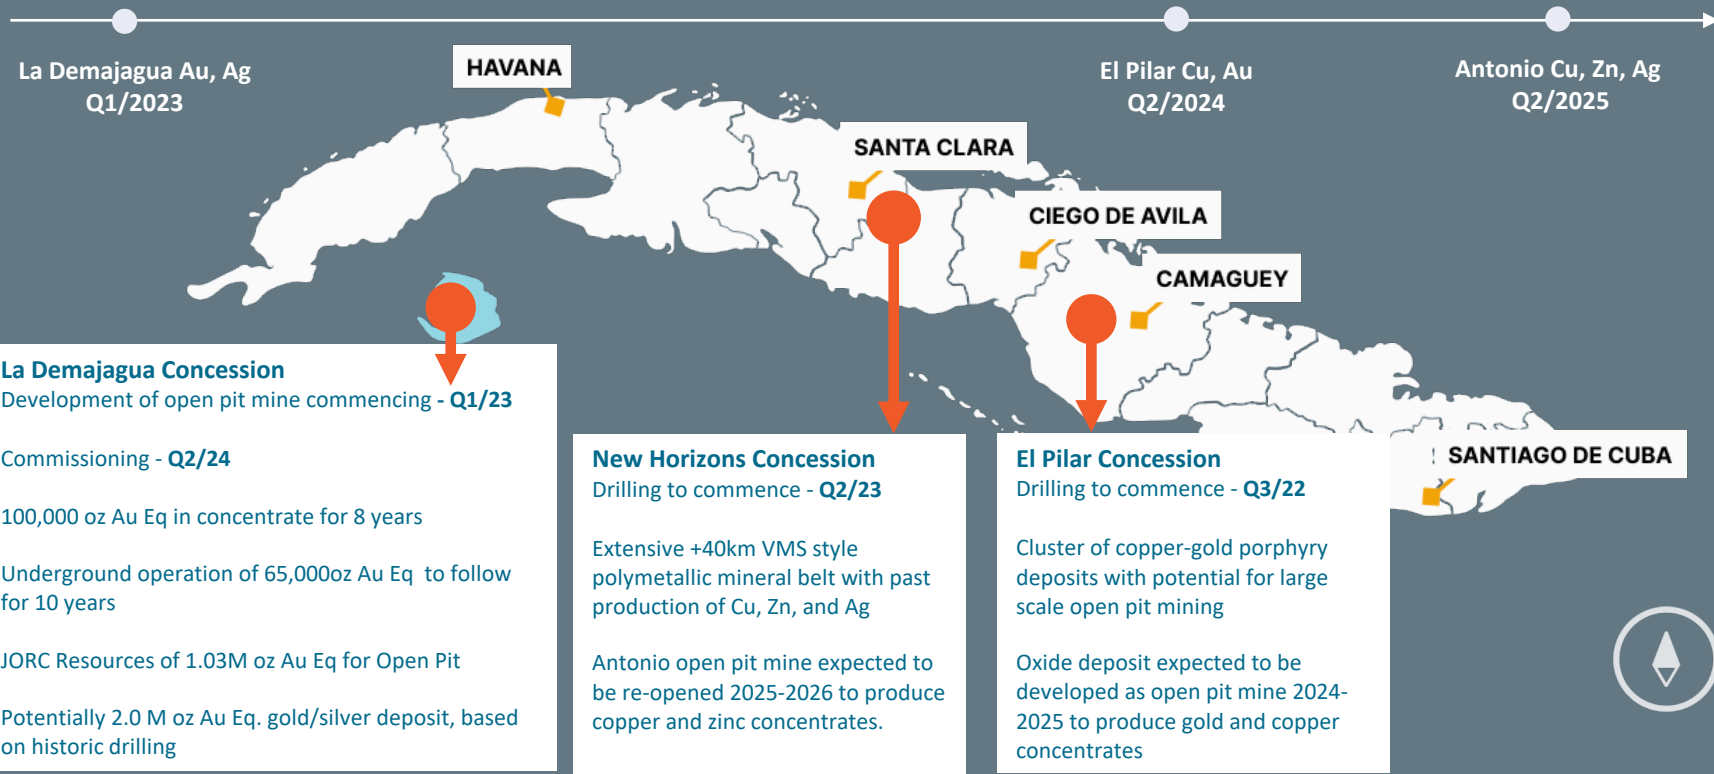 La Demajagua Au, Ag
Q1/2023
El Pilar Cu, Au
Q2/2024
Antonio Cu, Zn, Ag
Q2/2025
HAVANA
SANTA CLARA
CIEGO DE AVILA
CAMAGUEY
SANTIAGO DE CUBA
La Demajagua Concession
Development of open pit mine commencing - Q1/23
Commissioning - Q2/24
100,000 oz Au Eq in concentrate for 8 years
Underground operation of 65,000oz Au Eq  to follow
for 10 years
JORC Resources of 1.03M oz Au Eq for Open Pit
Potentially 2.0 M oz Au Eq. gold/silver deposit, based
on historic drilling
New Horizons Concession
Drilling to commence - Q2/23
Extensive +40km VMS style
polymetallic mineral belt with past
production of Cu, Zn, and Ag
Antonio open pit mine expected to
be re-opened 2025-2026 to produce
copper and zinc concentrates.
El Pilar Concession
Drilling to commence - Q3/22
Cluster of copper-gold porphyry
deposits with potential for large
scale open pit mining
Oxide deposit expected to be
developed as open pit mine 2024-
2025 to produce gold and copper
concentrates